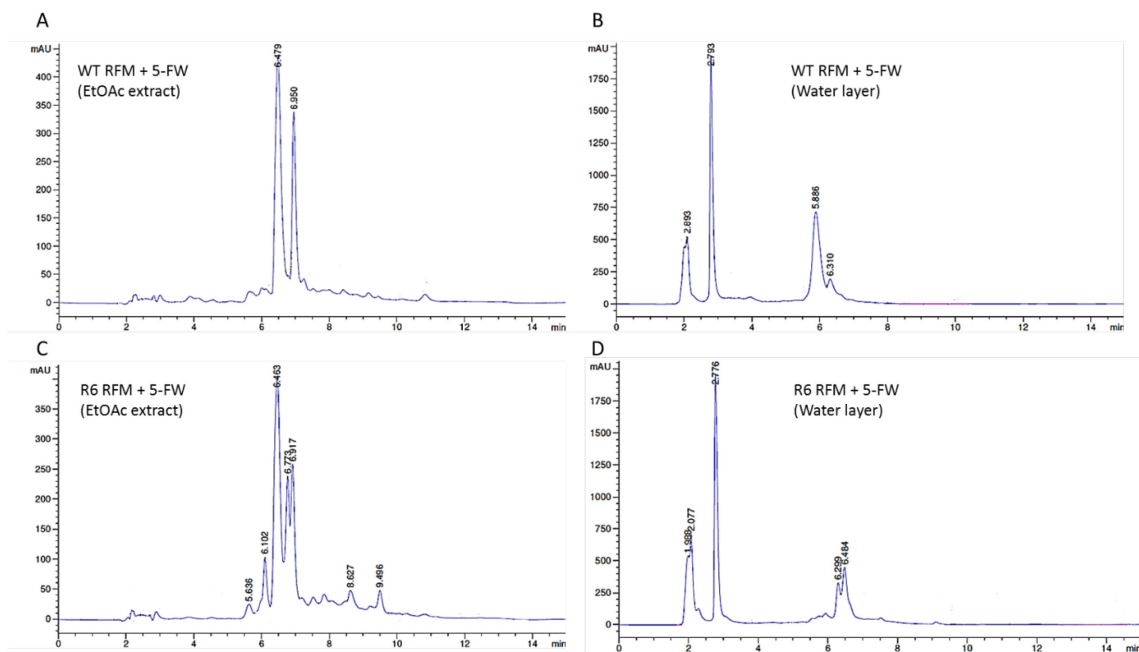 A
mAU
400
350
300
250
200
150
100
50
0
WT RFM + 5-FW
(EtOAc extract)
6.479
6.950
0 2 4 6 8 10 12 14 min
B
mAU
1750
1500
1250
1000
750
500
250
0
WT RFM + 5-FW
(Water layer)
2.893
2.793
5.886
6.310
0 2 4 6 8 10 12 14 min
C
mAU
350
300
250
200
150
100
50
0
R6 RFM + 5-FW
(EtOAc extract)
5.636
6.102
6.463
6.773
6.917
8.627
9.496
0 2 4 6 8 10 12 14 min
D
mAU
1750
1500
1250
1000
750
500
250
0
R6 RFM + 5-FW
(Water layer)
2.077
2.776
6.299
6.484
0 2 4 6 8 10 12 14 min